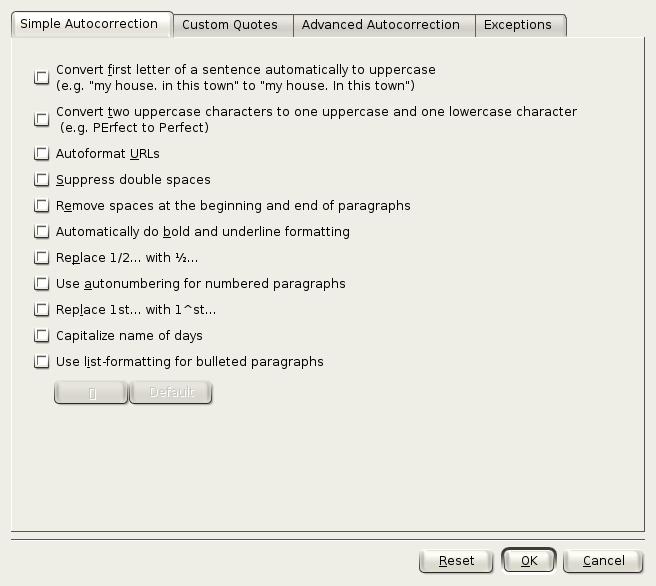 Simple Autocorrection Custom Quotes Advanced Autocorrection Exceptions
Convert first letter of a sentence automatically to uppercase
(e.g. "my house. in this town" to "my house. In this town")
Convert two uppercase characters to one uppercase and one lowercase character
(e.g. PErfect to Perfect)
Autoformat URLs
Suppress double spaces
Remove spaces at the beginning and end of paragraphs
Automatically do bold and underline formatting
Replace 1/2... with ½...
Use autonumbering for numbered paragraphs
Replace 1st... with 1^st...
Capitalize name of days
Use list-formatting for bulleted paragraphs
Default
Reset OK Cancel